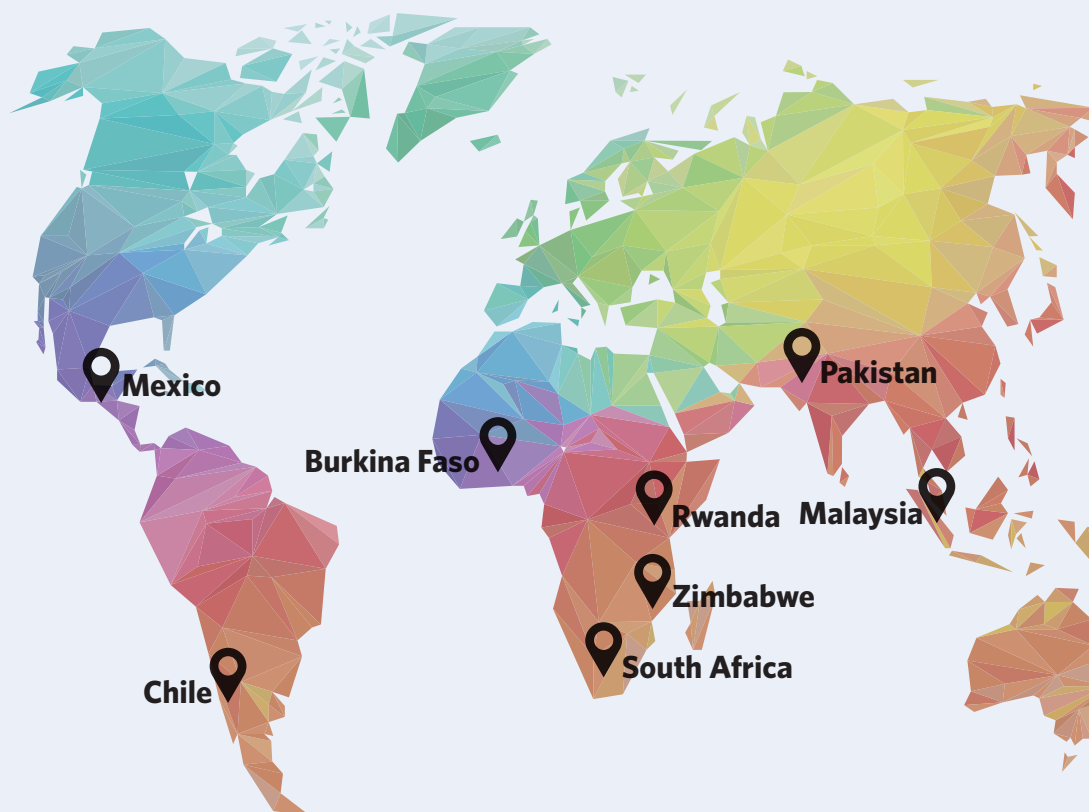 Mexico
Pakistan
Burkina Faso
Rwanda
Malaysia
Zimbabwe
South Africa
Chile